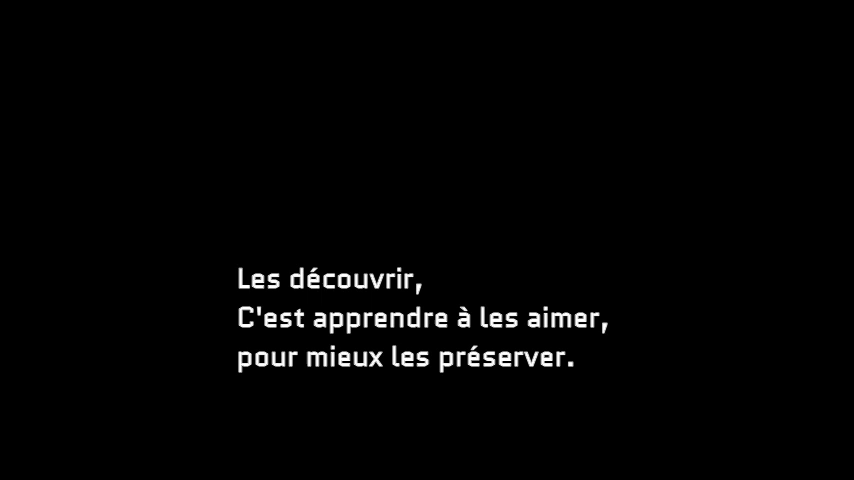 Les découvrir,
C'est apprendre à les aimer,
pour mieux les préserver.